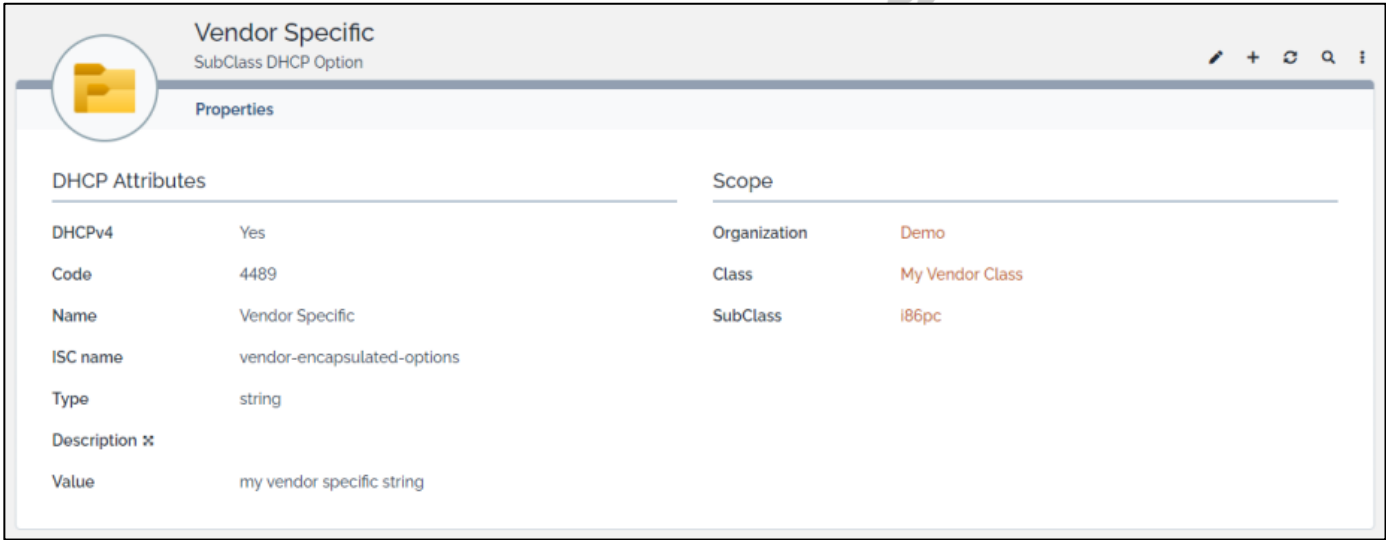 Vendor Specific
SubClass DHCP Option
Properties
DHCP Attributes
DHCPv4 Yes
Code 4489
Name Vendor Specific
ISC name vendor-encapsulated-options
Type string
Description
Value my vendor specific string
Scope
Organization Demo
Class My Vendor Class
SubClass i86pc